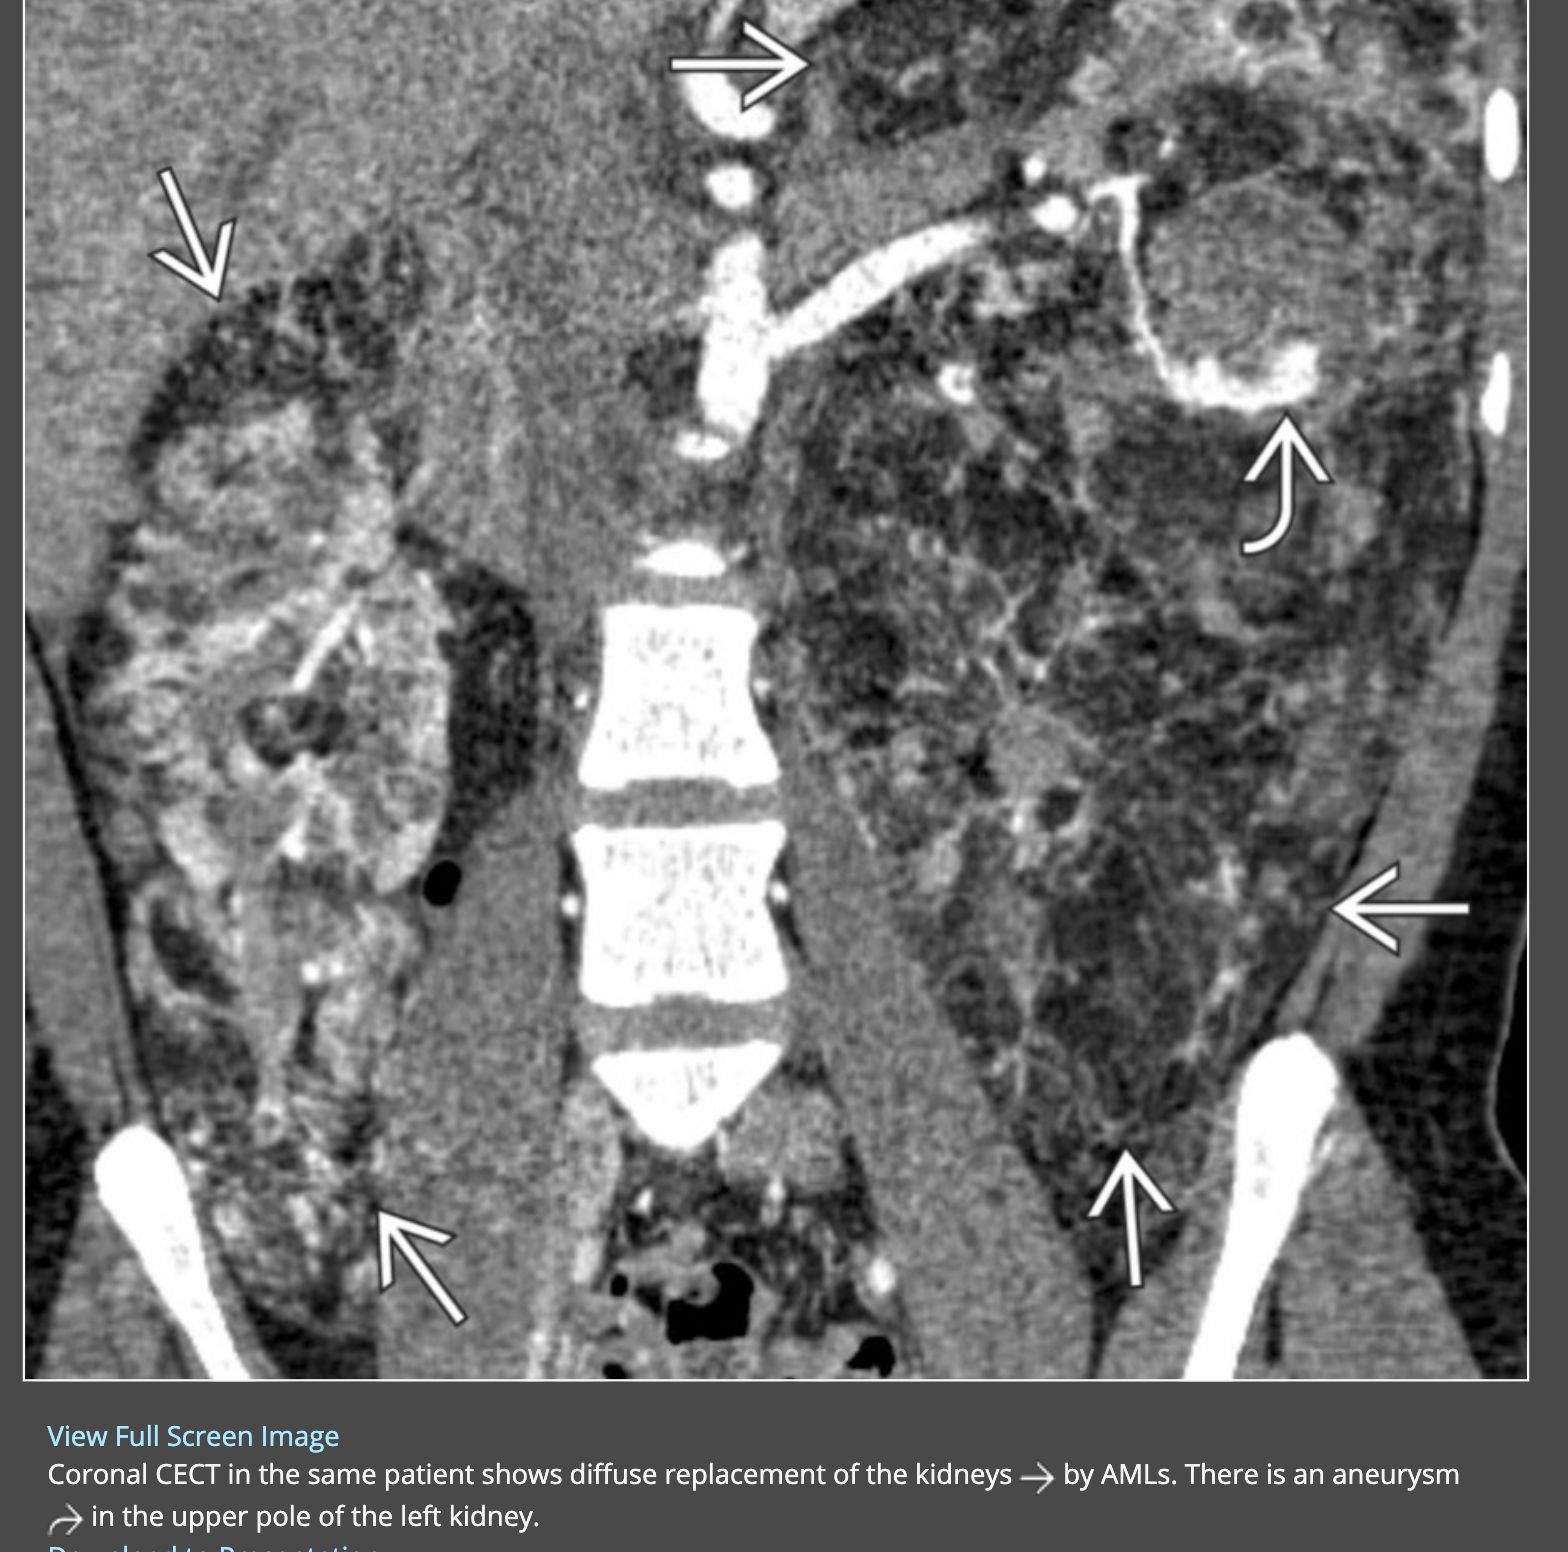 View Full Screen Image
Coronal CECT in the same patient shows diffuse replacement of the kidneys → by AMLs. There is an aneurysm
↷ in the upper pole of the left kidney.